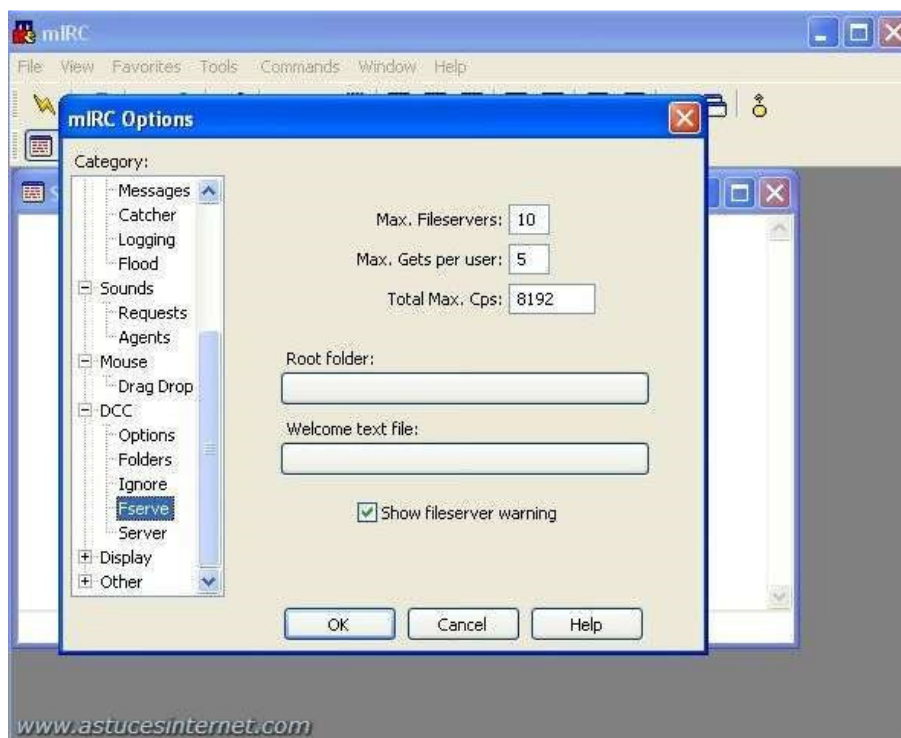 mIRC
File View Favorites Tools Commands Window Help
mIRC Options
Category:
Messages
Catcher
Logging
Flood
Sounds
Requests
Agents
Mouse
Drag Drop
DCC
Options
Folders
Ignore
Fserve
Server
Display
Other
Max. Fileservers: 10
Max. Gets per user: 5
Total Max. Cps: 8192
Root folder:
Welcome text file:
Show fileserver warning
OK Cancel Help
www.astucesinternet.com